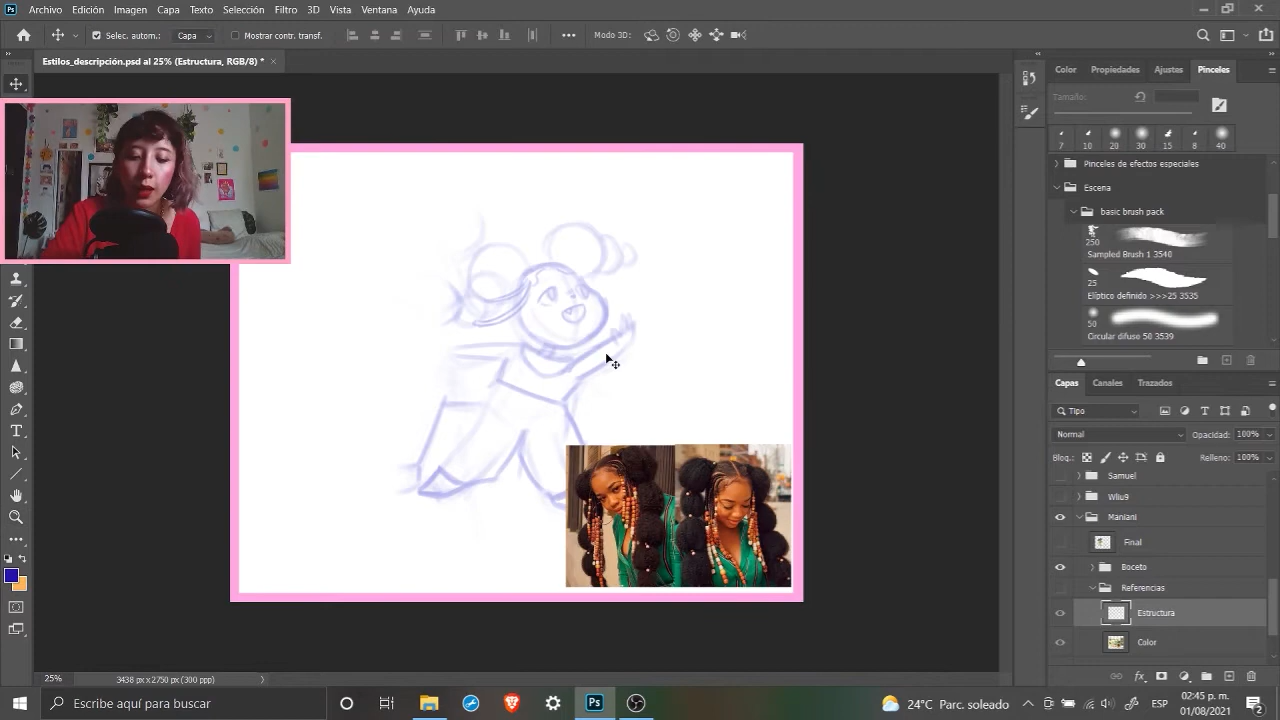 Archivo Edición Imagen Capa Texto Selección Filtro 3D Vista Ventana Ayuda
Selec. autom.: Capa Mostrar contr. transf. Modo 3D:
Estilos_descripción.psd al 25% (Estructura, RGB/8) *
Color Propiedades Ajustes Pinceles
Tamaño:
7 10 20 30 15 8 40
Pinceles de efectos especiales
Escena
basic brush pack
250
Sampled Brush 1 3540
25
Elíptico definido >>>25 3535
50
Circular difuso 50 3539
Capas Canales Trazados
Tipo
Normal Opacidad: 100%
Bloq.: Relleno: 100%
Samuel
Wliu9
Maniani
Final
Boceto
Referencias
Estructura
Color
25% 3438 px x 2750 px (300 ppp)
Escribe aquí para buscar
24°C Parc. soleado ESP 02:45 p. m.
01/08/2021
2